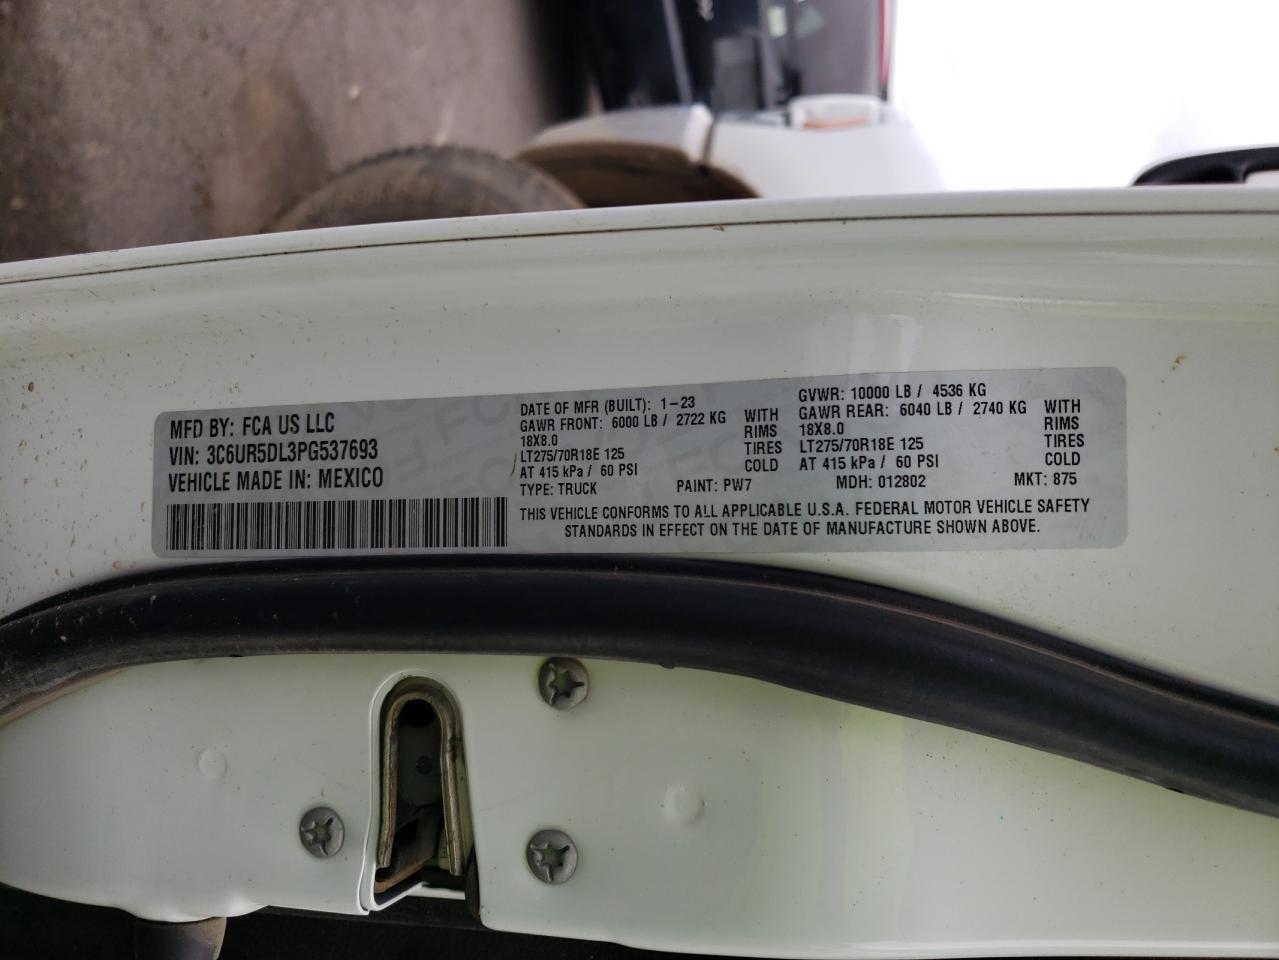 MFD BY: FCA US LLC
VIN: 3C6UR5DL3PG537693
VEHICLE MADE IN: MEXICO
DATE OF MFR (BUILT): 1-23
GAWR FRONT: 6000 LB / 2722 KG WITH
18X8.0 RIMS
LT275/70R18E 125 TIRES
AT 415 kPa / 60 PSI COLD
GVWR: 10000 LB / 4536 KG
GAWR REAR: 6040 LB / 2740 KG WITH
18X8.0 RIMS
LT275/70R18E 125 TIRES
AT 415 kPa / 60 PSI COLD
TYPE: TRUCK PAINT: PW7 MDH: 012802 MKT: 875
THIS VEHICLE CONFORMS TO ALL APPLICABLE U.S.A. FEDERAL MOTOR VEHICLE SAFETY
STANDARDS IN EFFECT ON THE DATE OF MANUFACTURE SHOWN ABOVE.